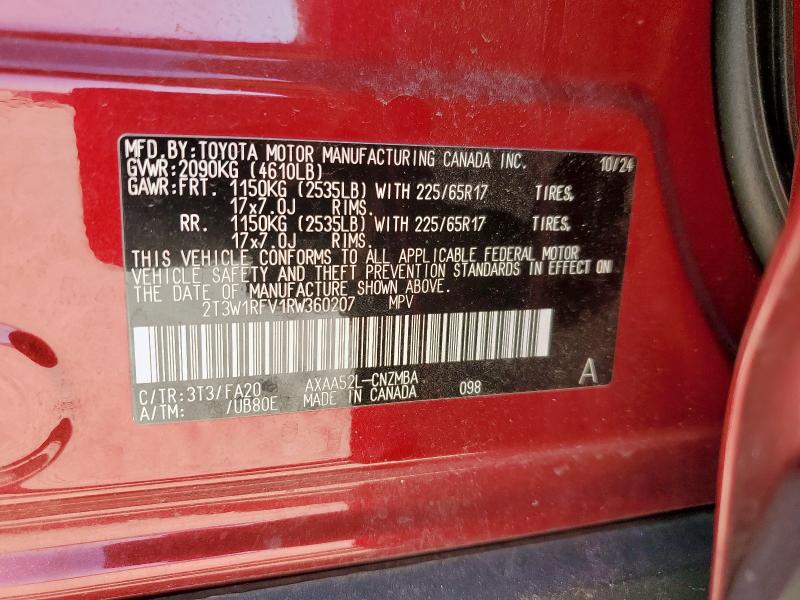 MFD.BY:TOYOTA MOTOR MANUFACTURING CANADA INC. 10/24
GVWR:2090KG (4610LB)
GAWR:FRT. 1150KG (2535LB) WITH 225/65R17 TIRES,
17x7.0J RIMS.
RR. 1150KG (2535LB) WITH 225/65R17 TIRES,
17x7.0J RIMS.
THIS VEHICLE CONFORMS TO ALL APPLICABLE FEDERAL MOTOR
VEHICLE SAFETY AND THEFT PREVENTION STANDARDS IN EFFECT ON
THE DATE OF MANUFACTURE SHOWN ABOVE.
2T3W1RFV1RW360207 MPV
C/TR:3T3/FA20 AXAA52L-CNZMBA 098 A
A/TM: /UB80E MADE IN CANADA